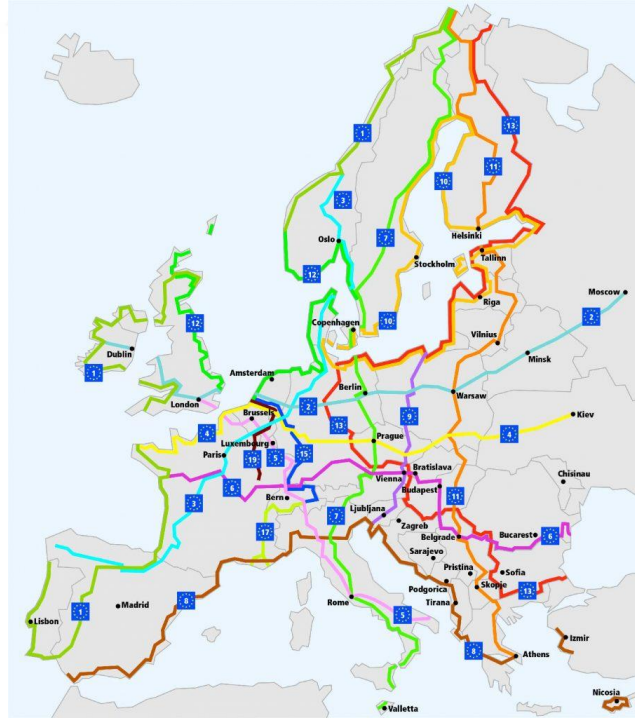 1
13
11
10
3
7
Oslo
Helsinki
Tallinn
12
Stockholm
Moscow
10
Riga
12
Copenhagen
2
Dublin
Vilnius
1
Minsk
Amsterdam
London
Berlin
2
Warsaw
Brussels
9
Kiev
4
13
4
Luxembourg
Prague
Paris
19
5
15
Vienna
Bratislava
Chisinau
6
Budapest
Bern
11
3
Ljubljana
7
Zagreb
17
Belgrade
Bucarest
6
Sarajevo
Pristina
Sofia
Podgorica
Skopje
13
8
Madrid
Rome
Tirana
1
Lisbon
5
Izmir
8
Athens
Nicosia
Valletta